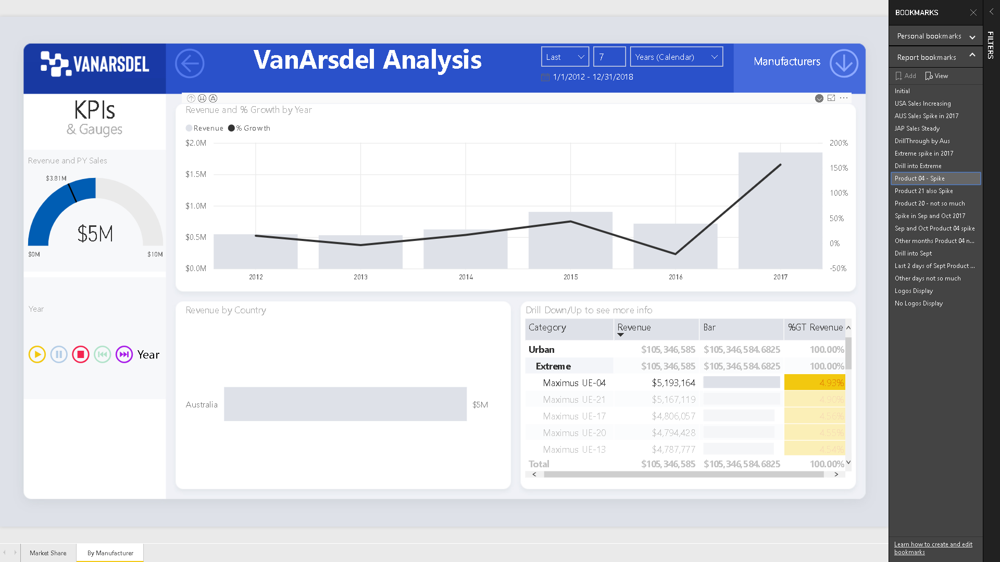 VANARSDEL
VanArsdel Analysis
Last
7
Years (Calendar)
1/1/2012 - 12/31/2018
Manufacturers
KPIs
& Gauges
Revenue and PY Sales
$3.81M
$5M
$0M
$10M
Year
Year
Revenue and % Growth by Year
Revenue
% Growth
$2.0M
$1.5M
$1.0M
$0.5M
$0.0M
200%
150%
100%
50%
0%
-50%
2012 2013 2014 2015 2016 2017
Revenue by Country
Australia
$5M
Drill Down/Up to see more info
Category Revenue Bar %GT Revenue
Urban $105,346,585 $105,346,584.6825 100.00%
Extreme $105,346,585 $105,346,584.6825 100.00%
Maximus UE-04 $5,193,164 4.93%
Maximus UE-21 $5,167,119 4.90%
Maximus UE-17 $4,806,057 4.56%
Maximus UE-20 $4,794,428 4.55%
Maximus UE-13 $4,787,777 4.54%
Total $105,346,585 $105,346,584.6825 100.00%
Market Share
By Manufacturer
BOOKMARKS
Personal bookmarks
Report bookmarks
Add
View
Initial
USA Sales Increasing
AUS Sales Spike in 2017
JAP Sales Steady
DrillThrough by Aus
Extreme spike in 2017
Drill into Extreme
Product 04 - Spike
Product 21 also Spike
Product 20 - not so much
Spike in Sep and Oct 2017
Sep and Oct Product 04 spike
Other months Product 04 n...
Drill into Sept
Last 2 days of Sept Product ...
Other days not so much
Logos Display
No Logos Display
Learn how to create and edit
bookmarks
FILTERS